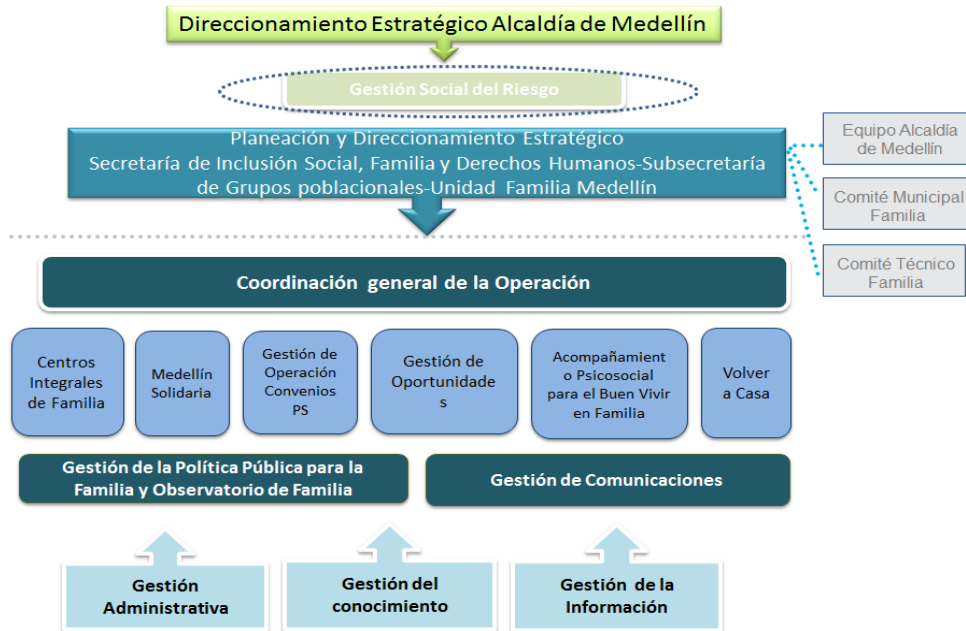 Direccionamiento Estratégico Alcaldía de Medellín
Gestión Social del Riesgo
Planeación y Direccionamiento Estratégico
Secretaría de Inclusión Social, Familia y Derechos Humanos-Subsecretaría
de Grupos poblacionales-Unidad Familia Medellín
Equipo Alcaldía
de Medellín
Comité Municipal
Familia
Comité Técnico
Familia
Coordinación general de la Operación
Centros
Integrales
de Familia
Medellín
Solidaria
Gestión de
Operación
Convenios
PS
Gestión de
Oportunidade
s
Acompañamient
o Psicosocial
para el Buen Vivir
en Familia
Volver
a Casa
Gestión de la Política Pública para la
Familia y Observatorio de Familia
Gestión de Comunicaciones
Gestión
Administrativa
Gestión del
conocimiento
Gestión de la
Información